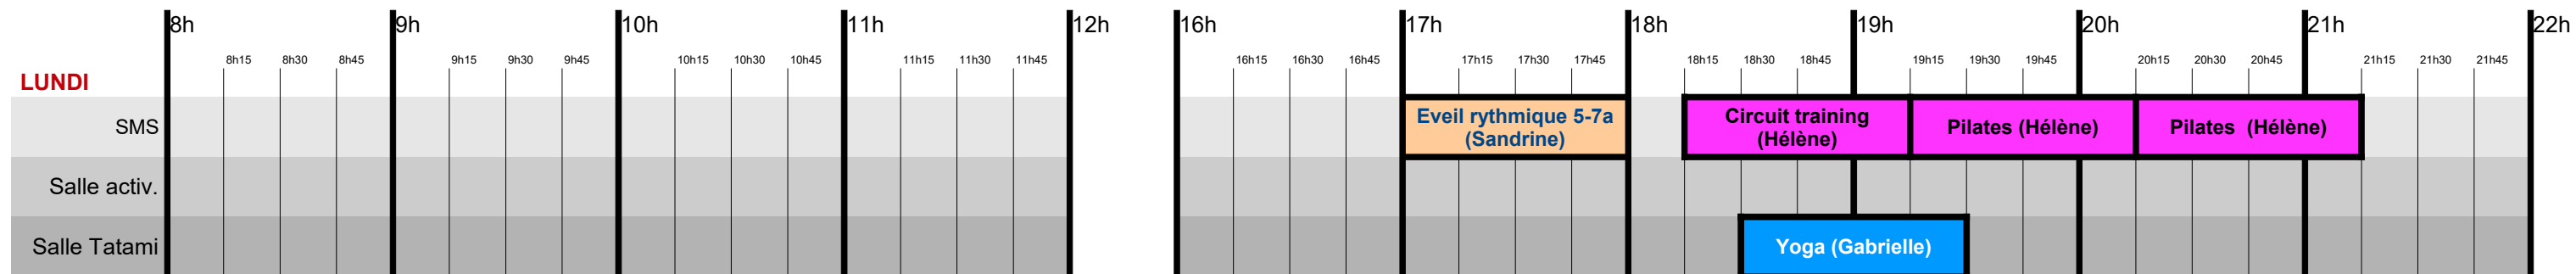 8h 9h 10h 11h 12h 16h 17h 18h 19h 20h 21h 22h
8h15 8h30 8h45 9h15 9h30 9h45 10h15 10h30 10h45 11h15 11h30 11h45 16h15 16h30 16h45 17h15 17h30 17h45 18h15 18h30 18h45 19h15 19h30 19h45 20h15 20h30 20h45 21h15 21h30 21h45
LUNDI
SMS
Eveil rythmique 5-7a
(Sandrine)
Circuit training
(Hélène)
Pilates (Hélène)
Pilates (Hélène)
Salle activ.
Salle Tatami
Yoga (Gabrielle)